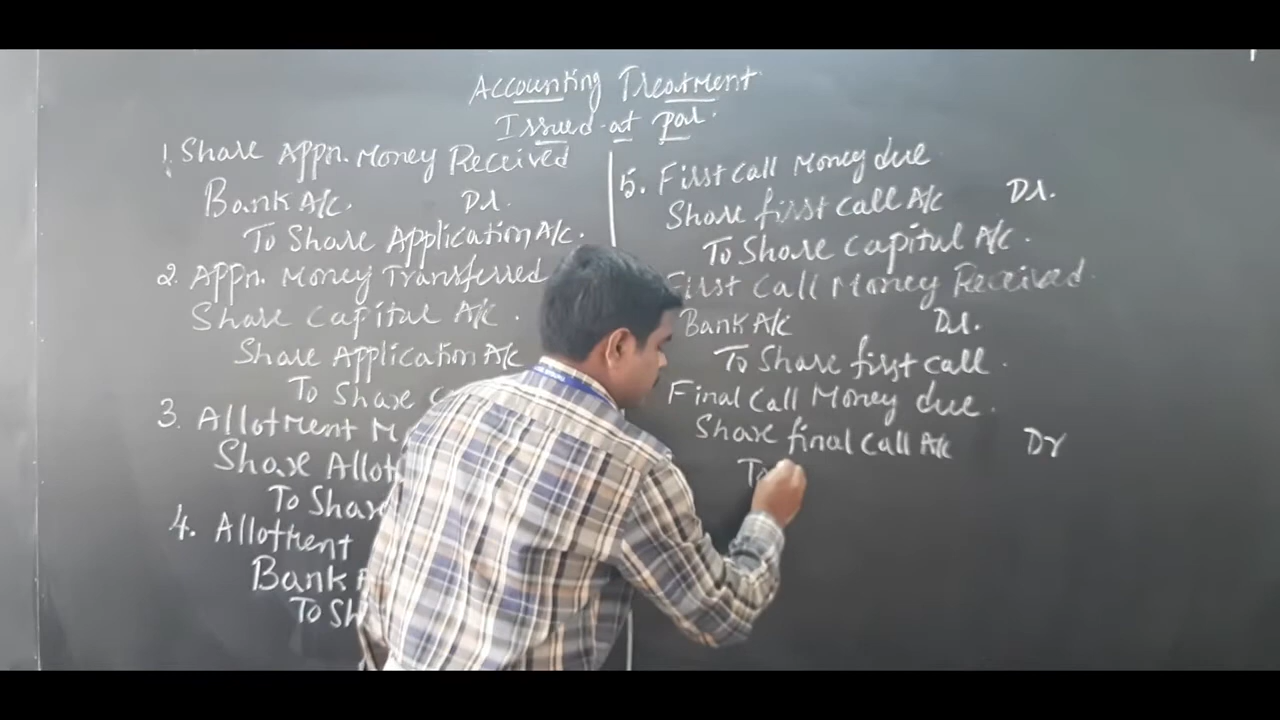 Accounting Treatment
Issued at par.
1. Share Appn. Money Received
Bank A/c. Dr.
To Share Application A/c.
2. Appn. Money Transferred
Share Capital A/c.
Share Application A/c
To Share
3. Allotment
Share
To Share
4. Allotment
Bank
To
5. First Call Money due
Share first Call A/c Dr.
To Share Capital A/c.
First Call Money Received.
Bank A/c Dr.
To Share first call.
Final Call Money due.
Share final Call A/c Dr
To